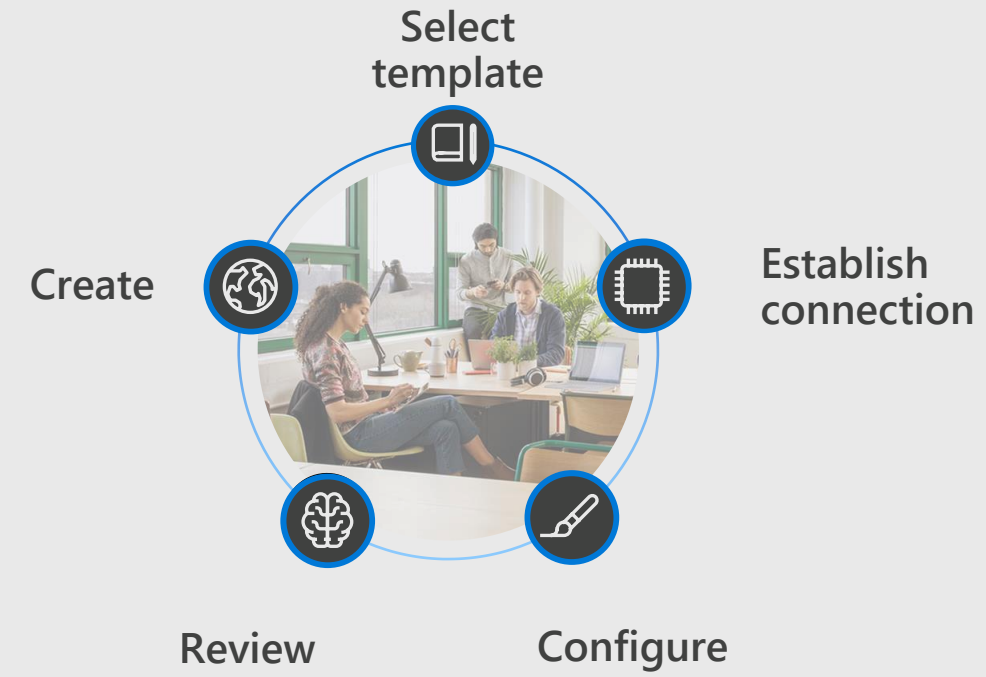 Select
template
Establish
connection
Configure
Review
Create